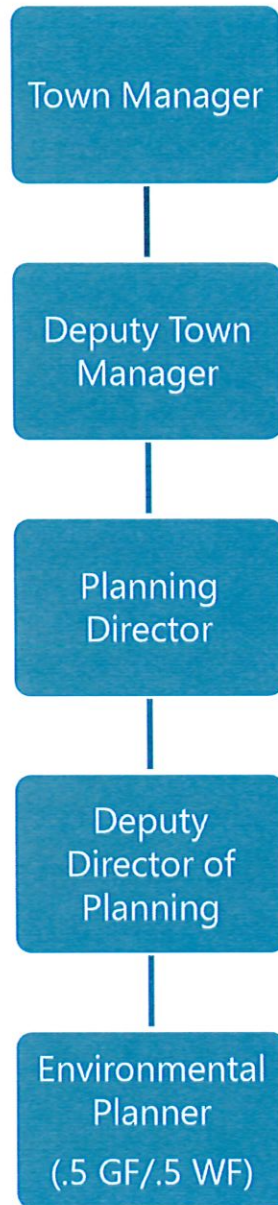 Town Manager
Deputy Town
Manager
Planning
Director
Deputy
Director of
Planning
Environmental
Planner
(.5 GF/.5 WF)